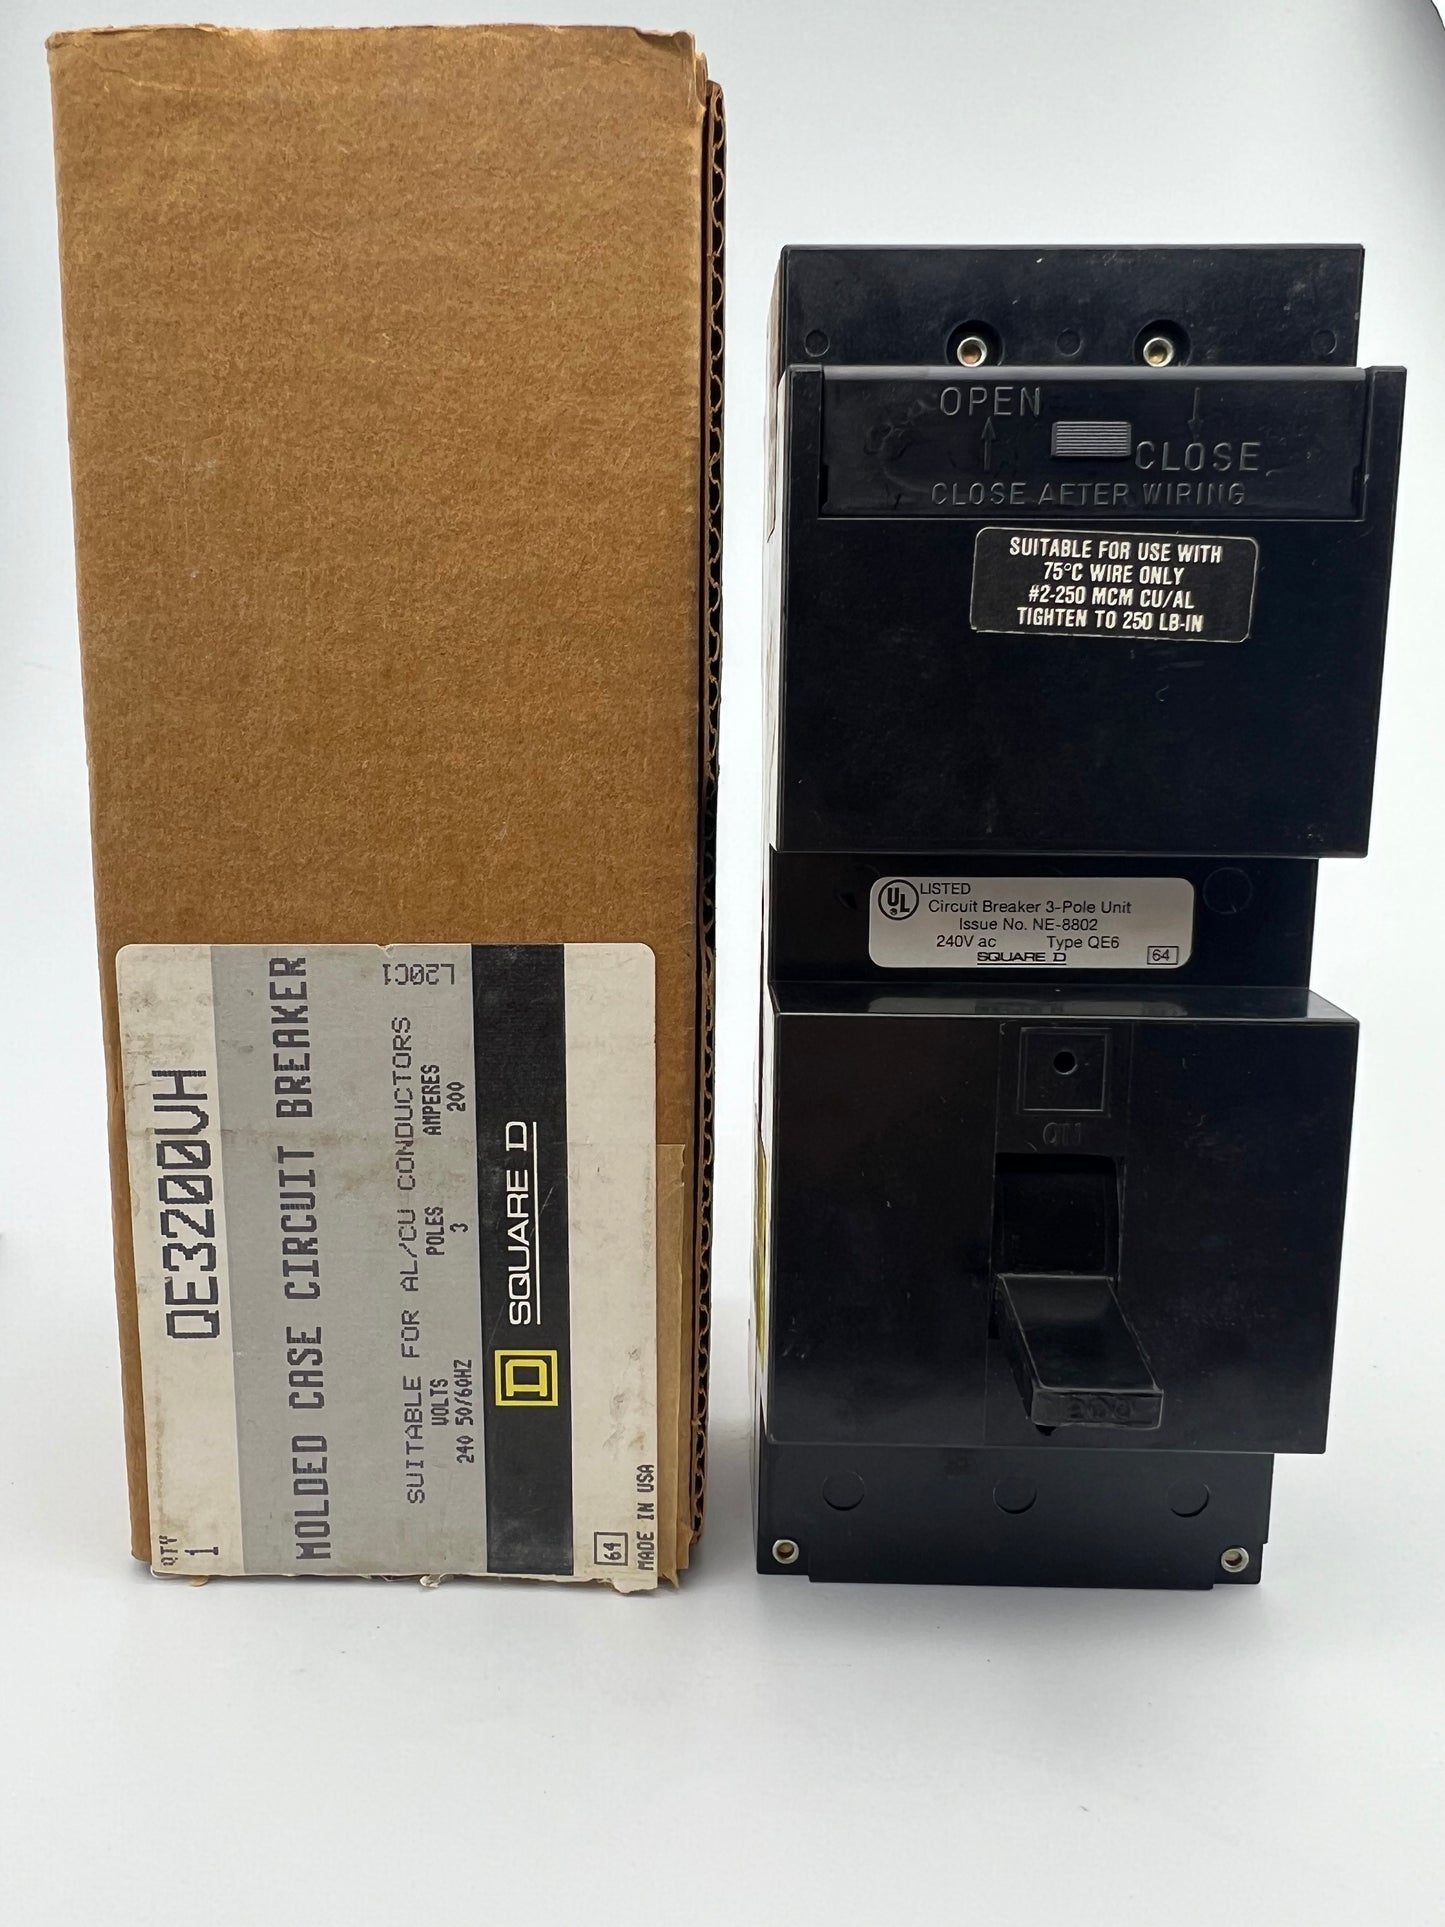 QE3200VH
QTY
1
MOLDED CASE CIRCUIT BREAKER
L20C1
SUITABLE FOR AL/CU CONDUCTORS
VOLTS POLES AMPERES
240 50/60HZ 3 200
D SQUARE D
64
MADE IN USA
OPEN
CLOSE
CLOSE AFTER WIRING
SUITABLE FOR USE WITH
75°C WIRE ONLY
#2-250 MCM CU/AL
TIGHTEN TO 250 LB-IN
UL LISTED
Circuit Breaker 3-Pole Unit
Issue No. NE-8802
240V ac Type QE6
SQUARE D 64
ON
200